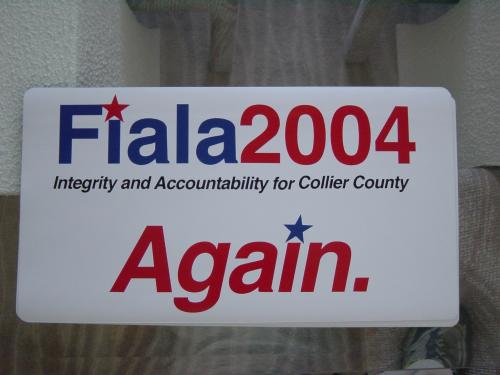 Fiala2004
Integrity and Accountability for Collier County
Again.